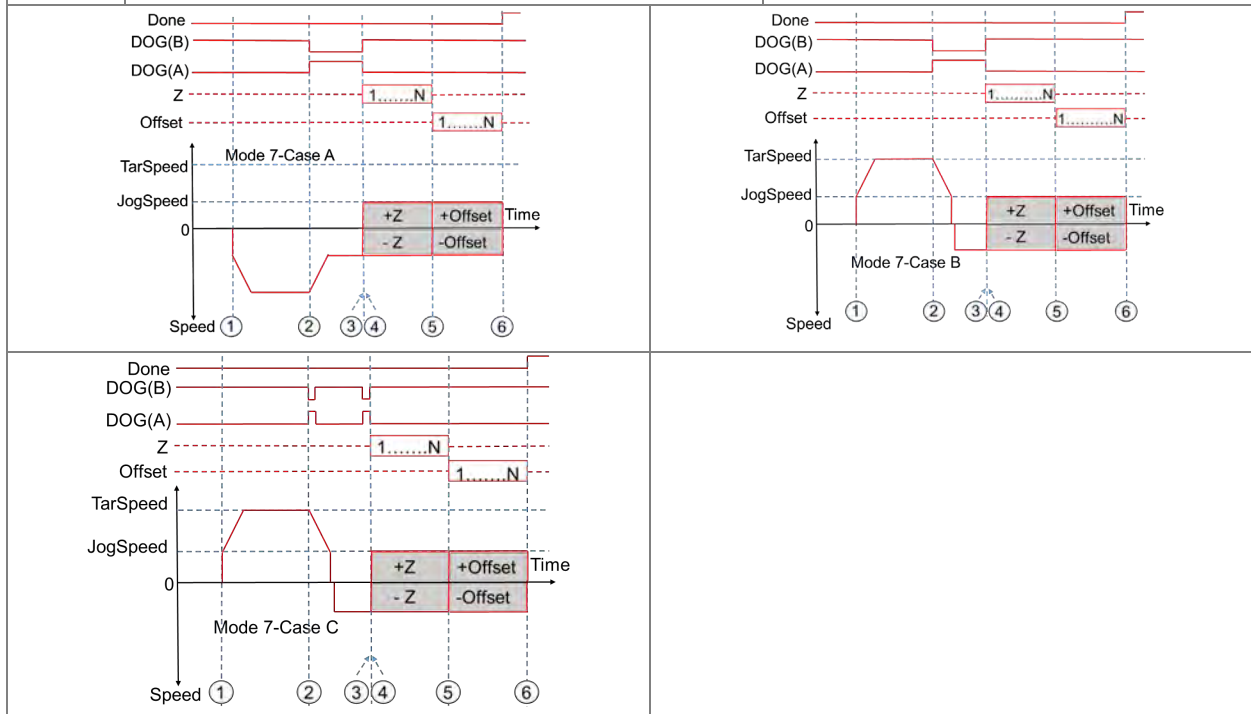 Done
DOG(B)
DOG(A)
Z
1.......N
Offset
1.......N
Mode 7-Case A
TarSpeed
JogSpeed
+Z
+Offset
Time
0
- Z
-Offset
Speed
1
2
3
4
5
6
Done
DOG(B)
DOG(A)
Z
1..........N
Offset
1..........N
TarSpeed
JogSpeed
+Z
+Offset
Time
0
- Z
-Offset
Mode 7-Case B
Speed
1
2
3
4
5
6
Done
DOG(B)
DOG(A)
Z
1.......N
Offset
1.......N
TarSpeed
JogSpeed
+Z
+Offset
Time
0
- Z
-Offset
Mode 7-Case C
Speed
1
2
3
4
5
6